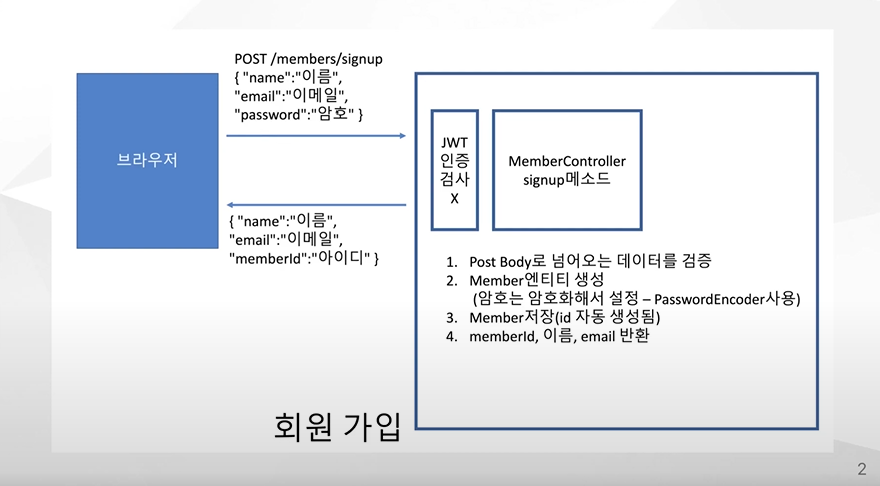 POST /members/signup
{ "name":"이름",
"email":"이메일",
"password":"암호" }
브라우저
{ "name":"이름",
"email":"이메일",
"memberId":"아이디" }
JWT
인증
검사
X
MemberController
signup메소드
1. Post Body로 넘어오는 데이터를 검증
2. Member엔티티 생성
(암호는 암호화해서 설정 – PasswordEncoder사용)
3. Member저장(id 자동 생성됨)
4. memberId, 이름, email 반환
회원 가입
2